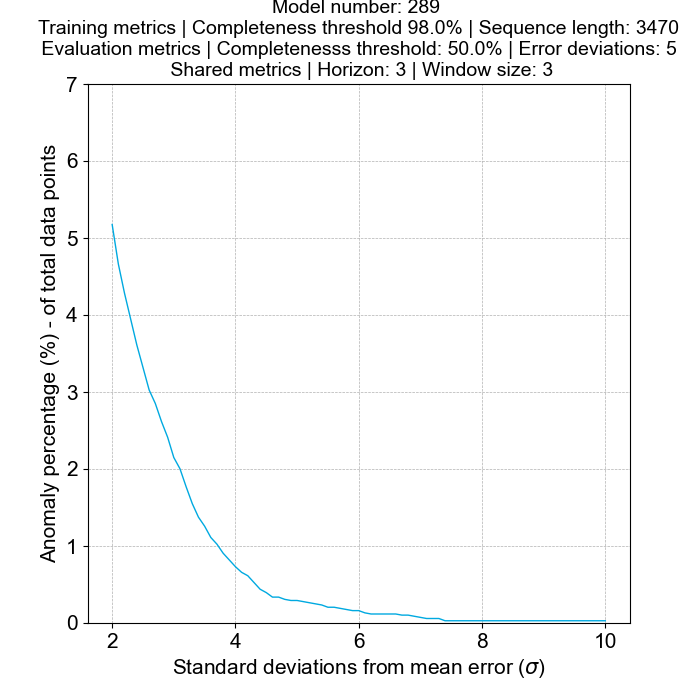 Model number: 289
Training metrics | Completeness threshold 98.0% | Sequence length: 3470
Evaluation metrics | Completenesss threshold: 50.0% | Error deviations: 5
Shared metrics | Horizon: 3 | Window size: 3
7
6
5
4
3
2
1
0
Anomaly percentage (%) - of total data points
2 4 6 8 10
Standard deviations from mean error (σ)